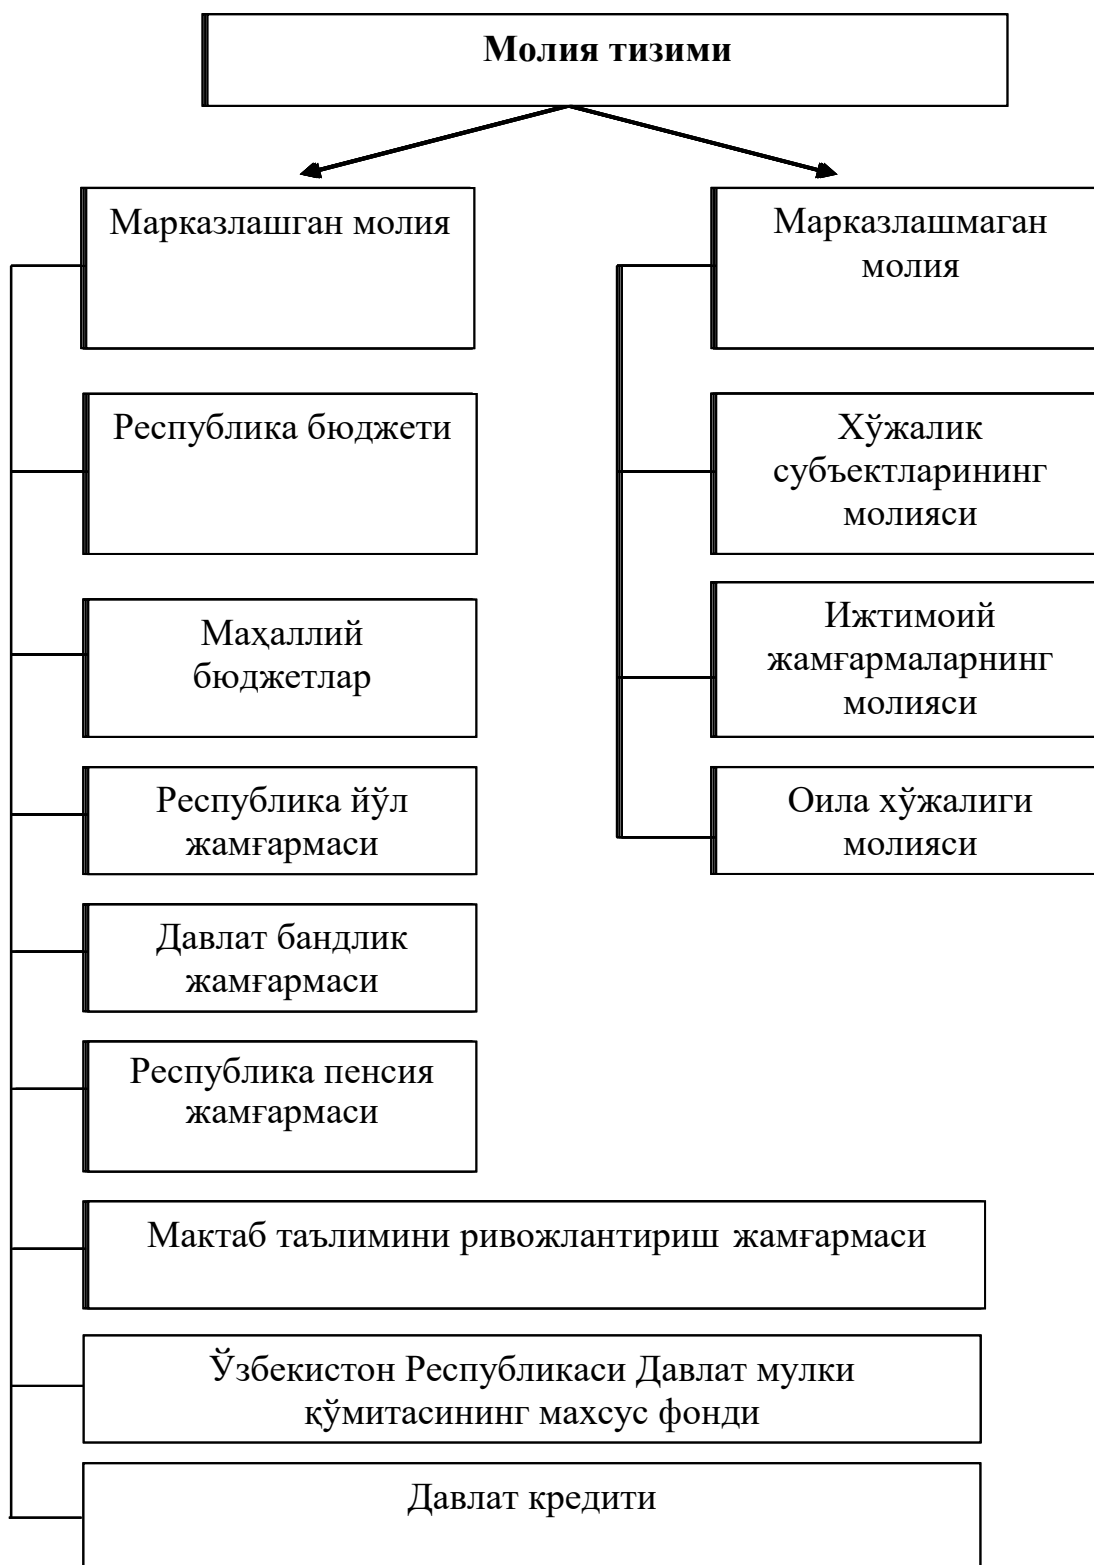 Молия тизими
Марказлашган молия
Республика бюджети
Маҳаллий
бюджетлар
Республика йўл
жамғармаси
Давлат бандлик
жамғармаси
Республика пенсия
жамғармаси
Мактаб таълимини ривожлантириш жамғармаси
Ўзбекистон Республикаси Давлат мулки
қўмитасининг махсус фонди
Давлат кредити
Марказлашмаган
молия
Хўжалик
субъектларининг
молияси
Ижтимоий
жамғармаларнинг
молияси
Оила хўжалиги
молияси